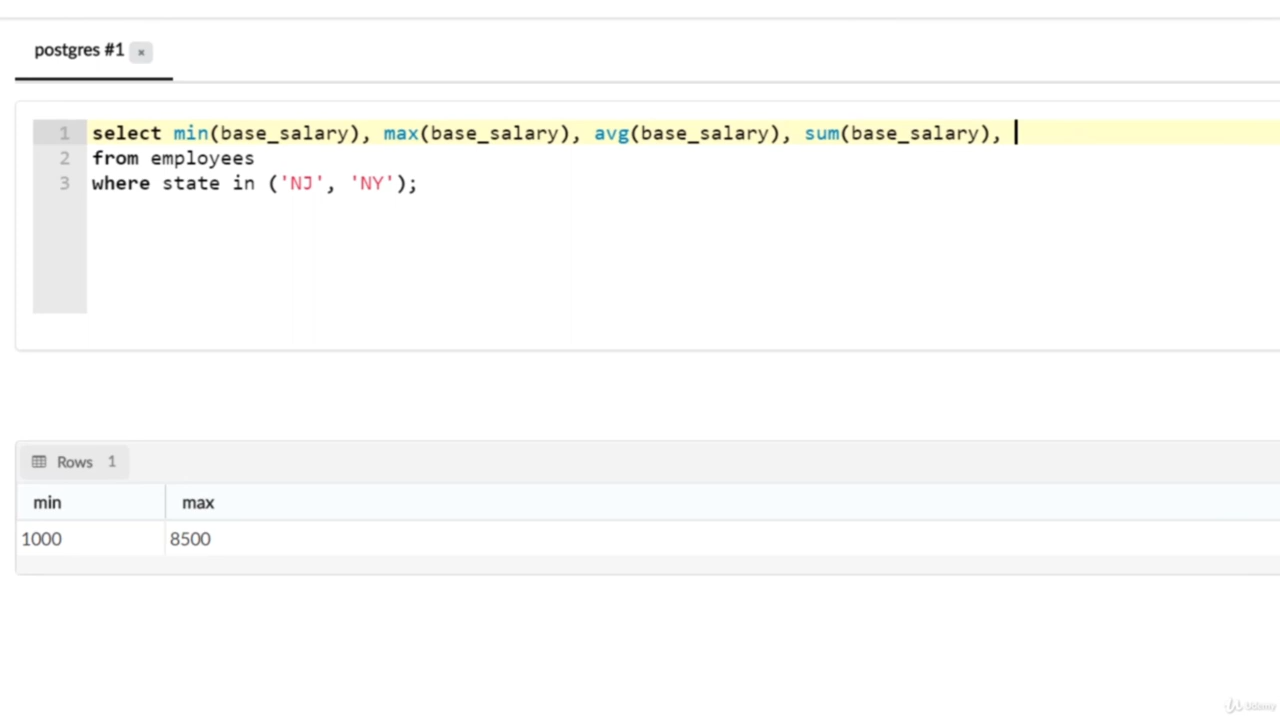 postgres #1 ×
1 select min(base_salary), max(base_salary), avg(base_salary), sum(base_salary),
2 from employees
3 where state in ('NJ', 'NY');
Rows 1
min max
1000 8500
Udemy